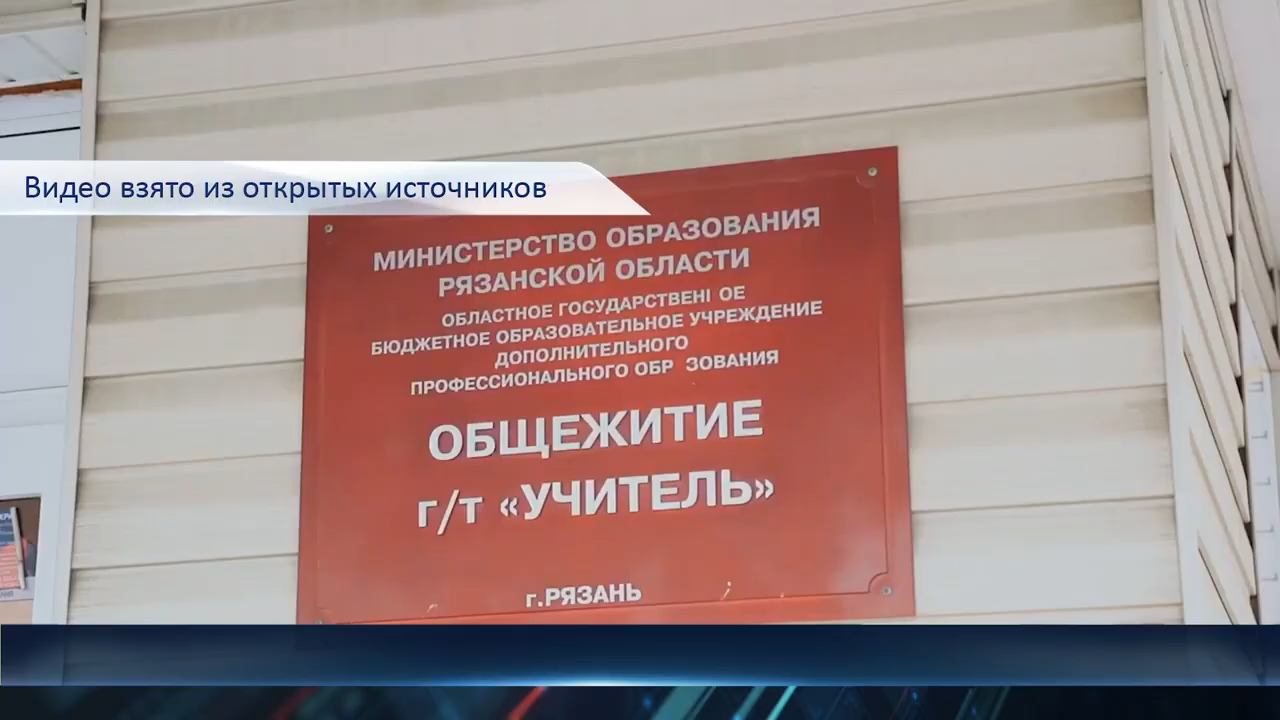 Видео взято из открытых источников
МИНИСТЕРСТВО ОБРАЗОВАНИЯ
РЯЗАНСКОЙ ОБЛАСТИ
ОБЛАСТНОЕ ГОСУДАРСТВЕНІ ОЕ
БЮДЖЕТНОЕ ОБРАЗОВАТЕЛЬНОЕ УЧРЕЖДЕНИЕ
ДОПОЛНИТЕЛЬНОГО
ПРОФЕССИОНАЛЬНОГО ОБР ЗОВАНИЯ
ОБЩЕЖИТИЕ
г/т «УЧИТЕЛЬ»
г.РЯЗАНЬ